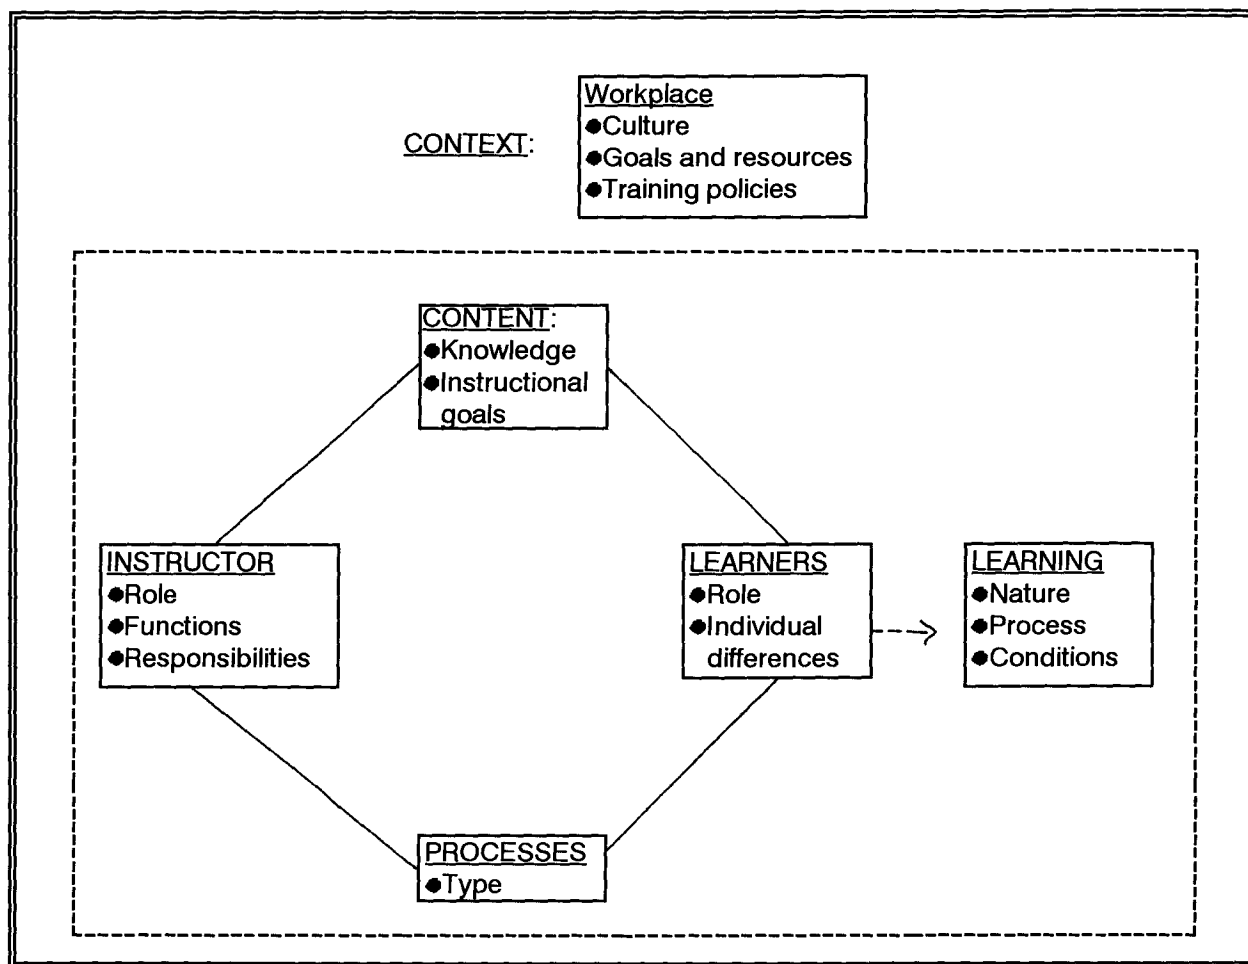 CONTEXT:
Workplace
●Culture
●Goals and resources
●Training policies
CONTENT:
●Knowledge
●Instructional
goals
INSTRUCTOR
●Role
●Functions
●Responsibilities
LEARNERS
●Role
●Individual
differences
LEARNING
●Nature
●Process
●Conditions
PROCESSES
●Type